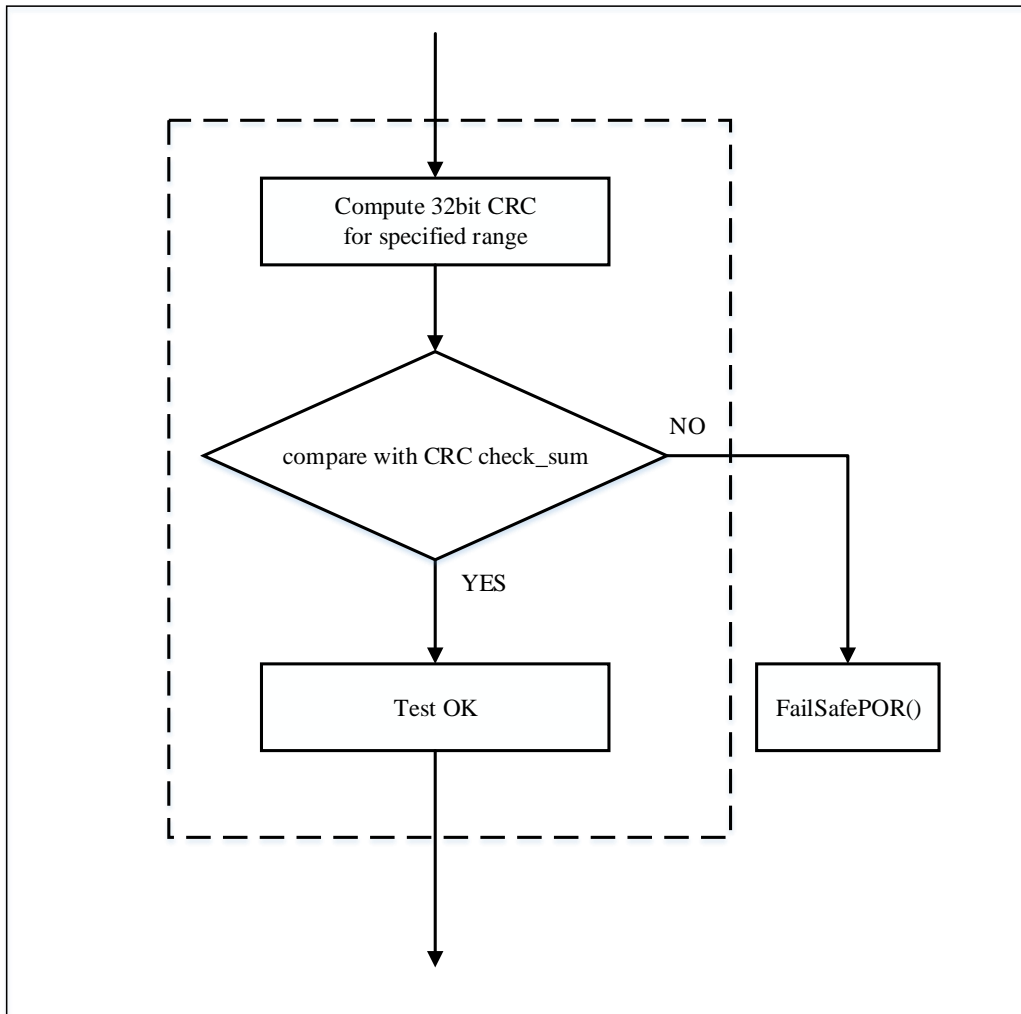 Compute 32bit CRC
for specified range
compare with CRC check_sum
NO
YES
Test OK
FailSafePOR()